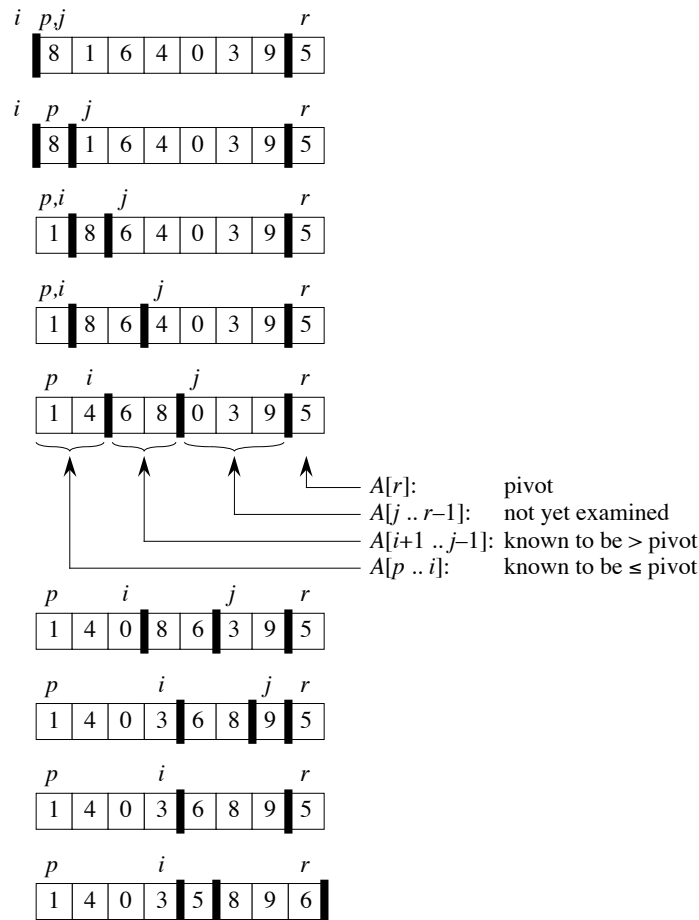 i p,j r
8 1 6 4 0 3 9 5
i p j r
8 1 6 4 0 3 9 5
p,i j r
1 8 6 4 0 3 9 5
p,i j r
1 8 6 4 0 3 9 5
p i j r
1 4 6 8 0 3 9 5
A[r]: pivot
A[j .. r–1]: not yet examined
A[i+1 .. j–1]: known to be > pivot
A[p .. i]: known to be ≤ pivot
p i j r
1 4 0 8 6 3 9 5
p i j r
1 4 0 3 6 8 9 5
p i r
1 4 0 3 6 8 9 5
p i r
1 4 0 3 5 8 9 6